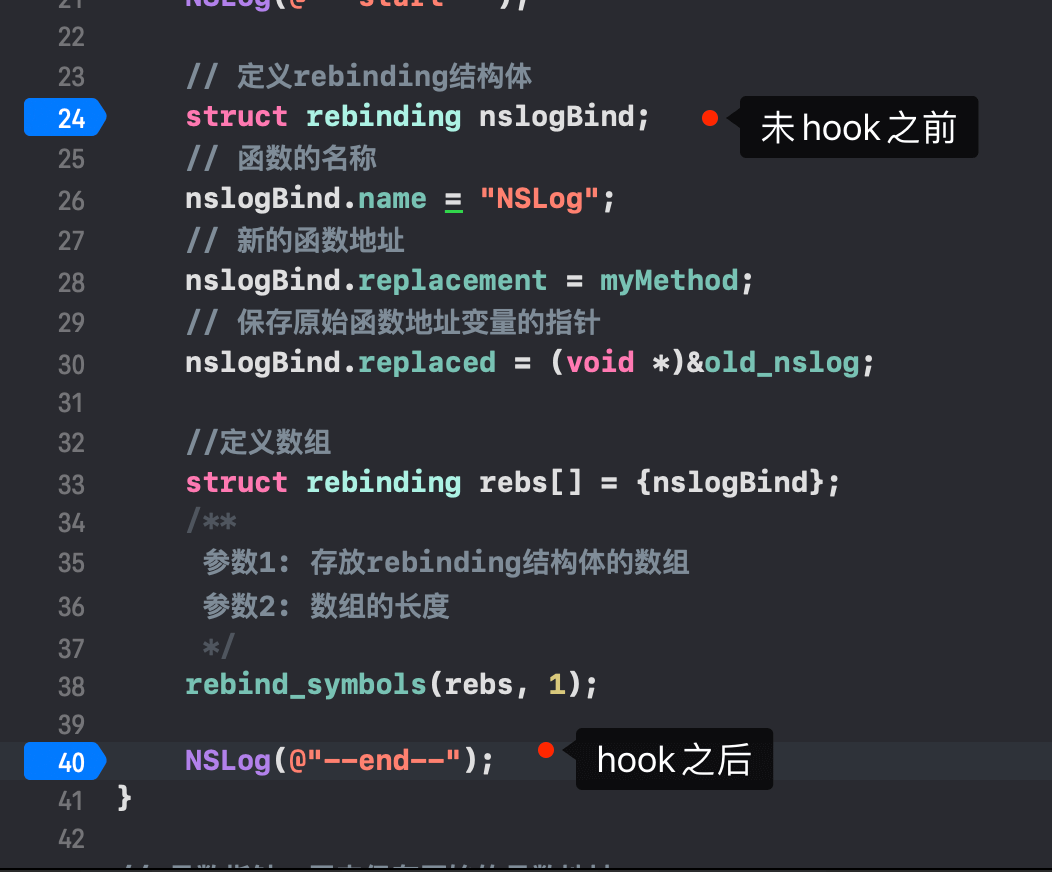 22
23 // 定义rebinding结构体
24 struct rebinding nslogBind;
未 hook 之前
25 // 函数的名称
26 nslogBind.name = "NSLog";
27 // 新的函数地址
28 nslogBind.replacement = myMethod;
29 // 保存原始函数地址变量的指针
30 nslogBind.replaced = (void *)&old_nslog;
31
32 //定义数组
33 struct rebinding rebs[] = {nslogBind};
34 /**
35 参数1: 存放rebinding结构体的数组
36 参数2: 数组的长度
37 */
38 rebind_symbols(rebs, 1);
39
40 NSLog(@"--end--");
hook 之后
41 }
42